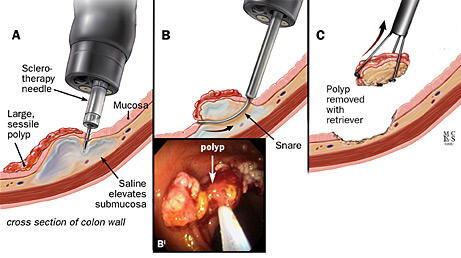 A
Sclero-
therapy
needle
Mucosa
Large,
sessile
polyp
Saline
elevates
submucosa
cross section of colon wall
B
Snare
polyp
B'
C
Polyp
removed
with
retriever